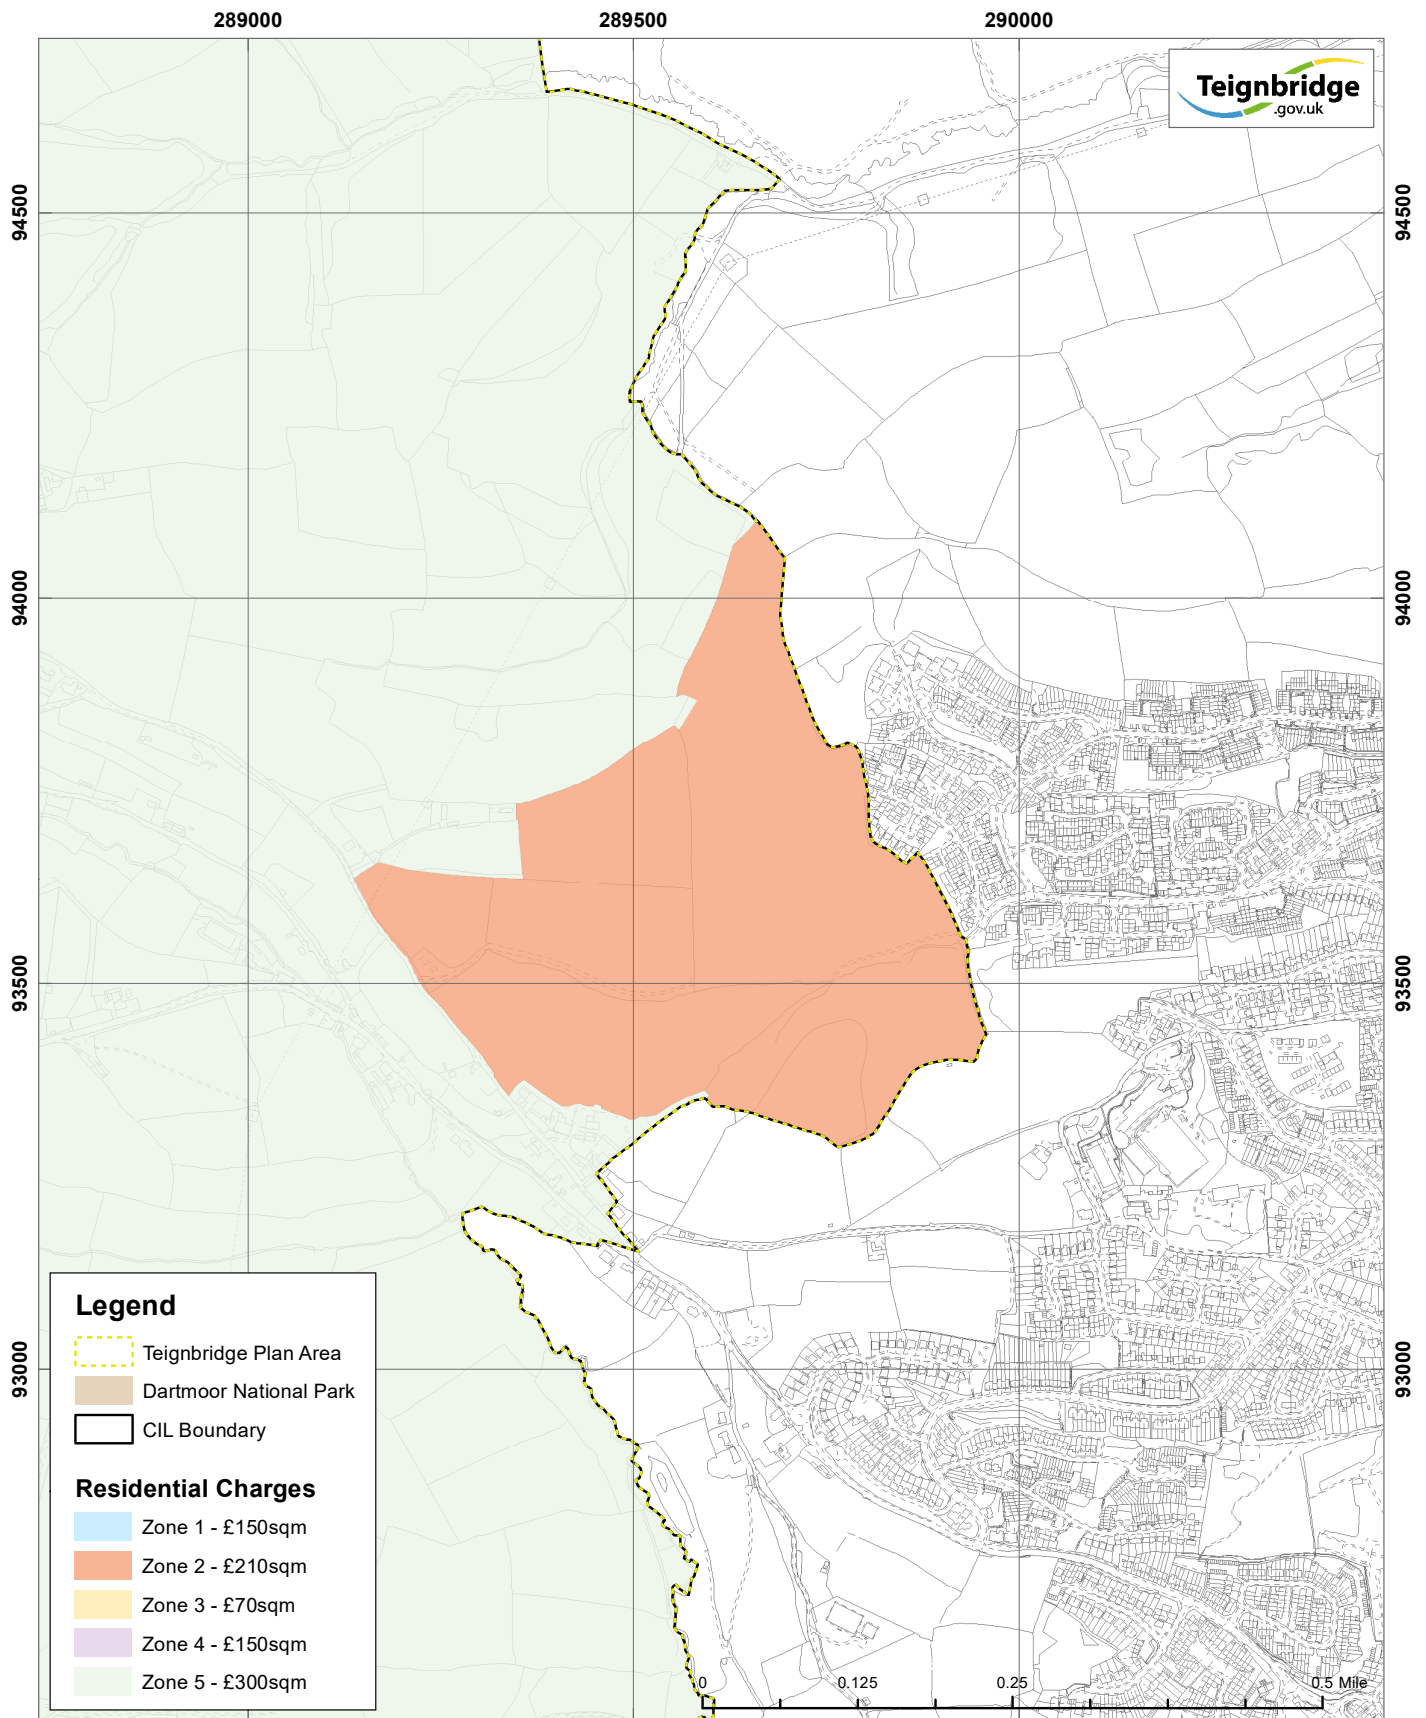 289000 289500 290000
Teignbridge
.gov.uk
94500 94500
94000 94000
93500 93500
93000 93000
Legend
Teignbridge Plan Area
Dartmoor National Park
CIL Boundary
Residential Charges
Zone 1 - £150sqm
Zone 2 - £210sqm
Zone 3 - £70sqm
Zone 4 - £150sqm
Zone 5 - £300sqm
0 0.125 0.25 0.5 Mile